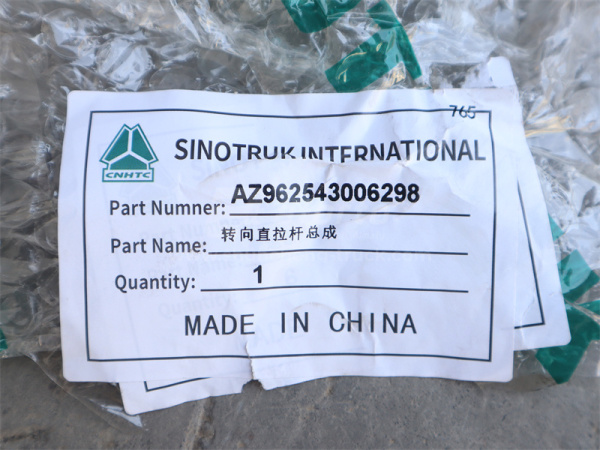 765
SINOTRUK INTERNATIONAL
CNHTC
Part Numner: AZ962543006298
Part Name: 转向直拉杆总成
Quantity: 1
MADE IN CHINA